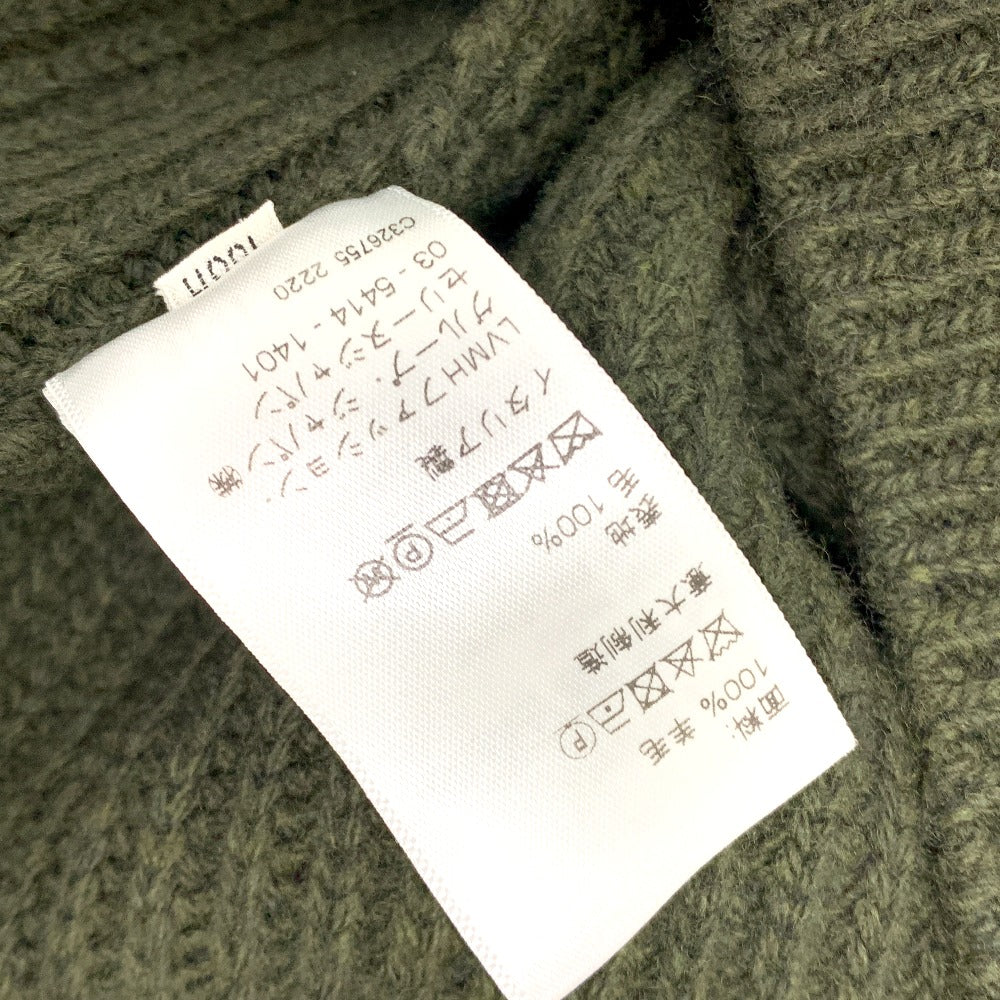 面料:
100% 羊毛
意大利制造
表地
毛 100%
イタリア製
LVMHファッション・
グループ・ジャパン㈱
セリーヌジャパン
03 - 5414 - 1401
C326755 2220